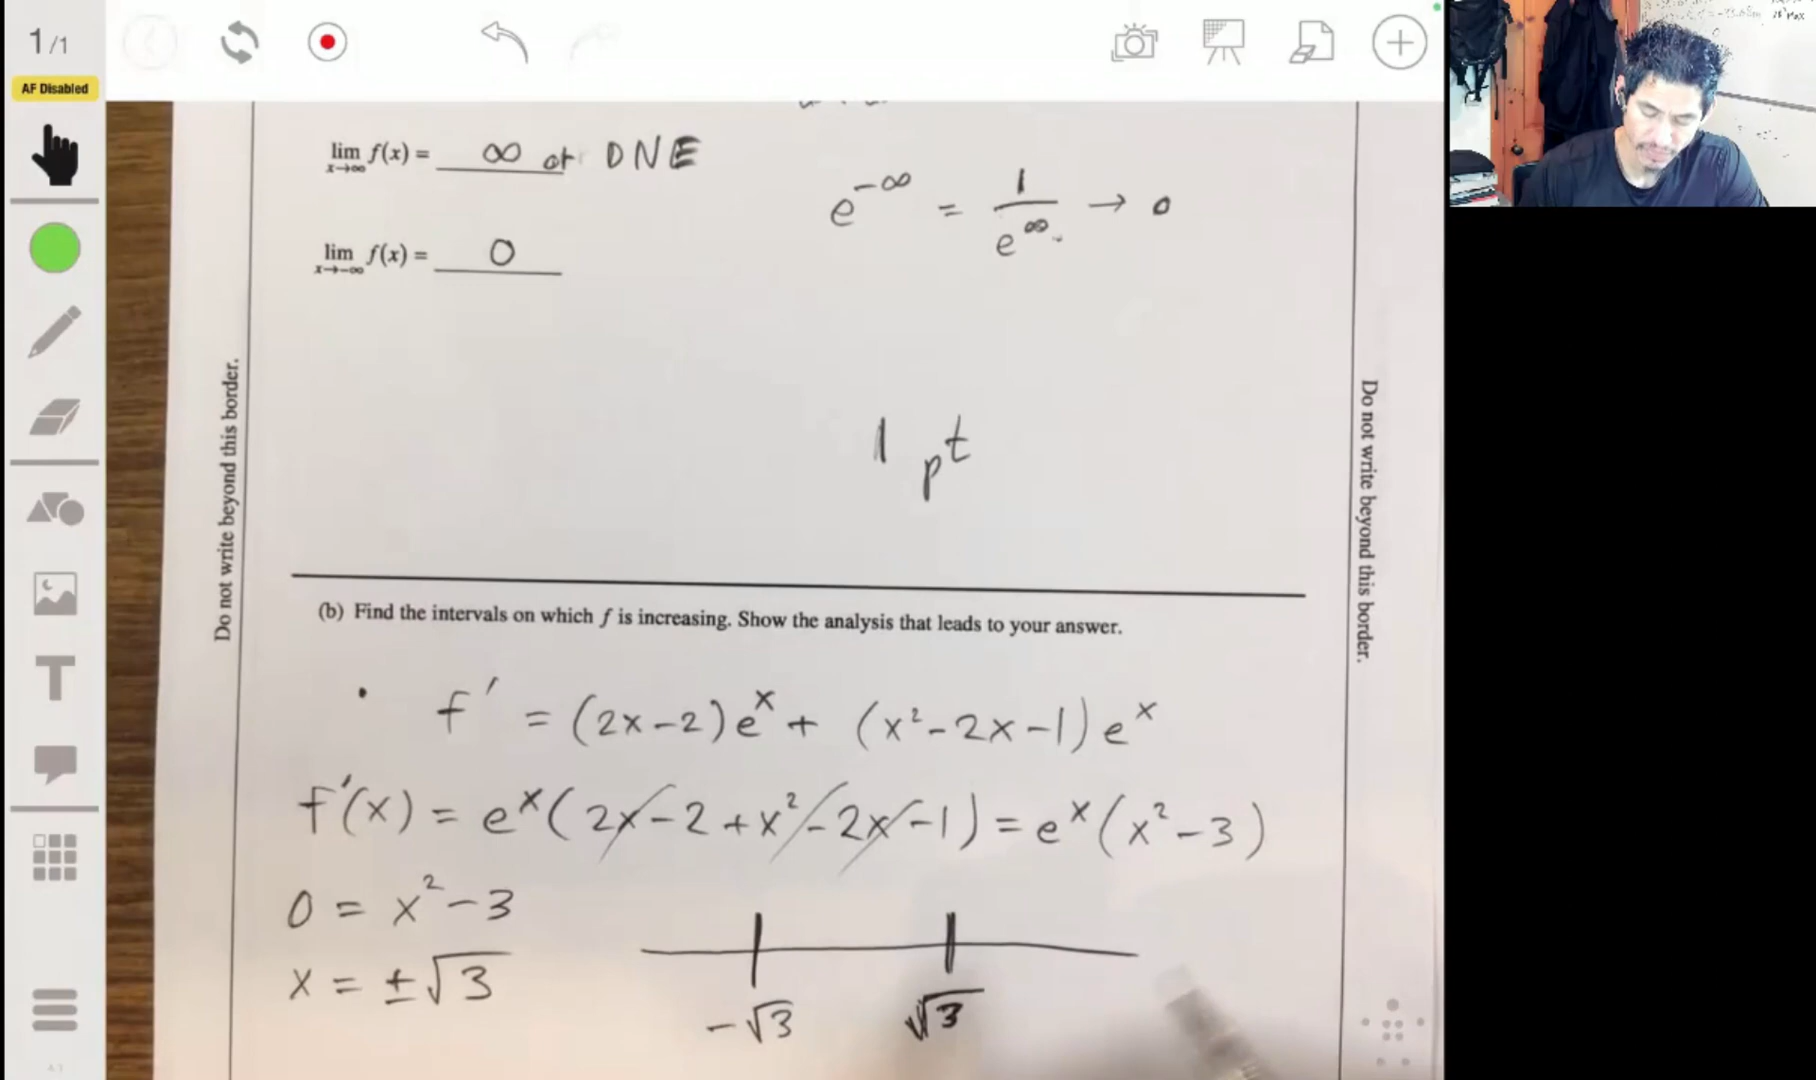 1/1
AF Disabled
lim f(x) = ∞ or DNE
x→∞
e^{-∞} = 1/e^{∞} → 0
lim f(x) = 0
x→-∞
1 pt
Do not write beyond this border.
Do not write beyond this border.
(b) Find the intervals on which f is increasing. Show the analysis that leads to your answer.
f' = (2x-2)e^x + (x²-2x-1)e^x
f'(x) = e^x(2x-2+x²-2x-1) = e^x(x²-3)
0 = x²-3
x = ±√3
-√3 √3
T